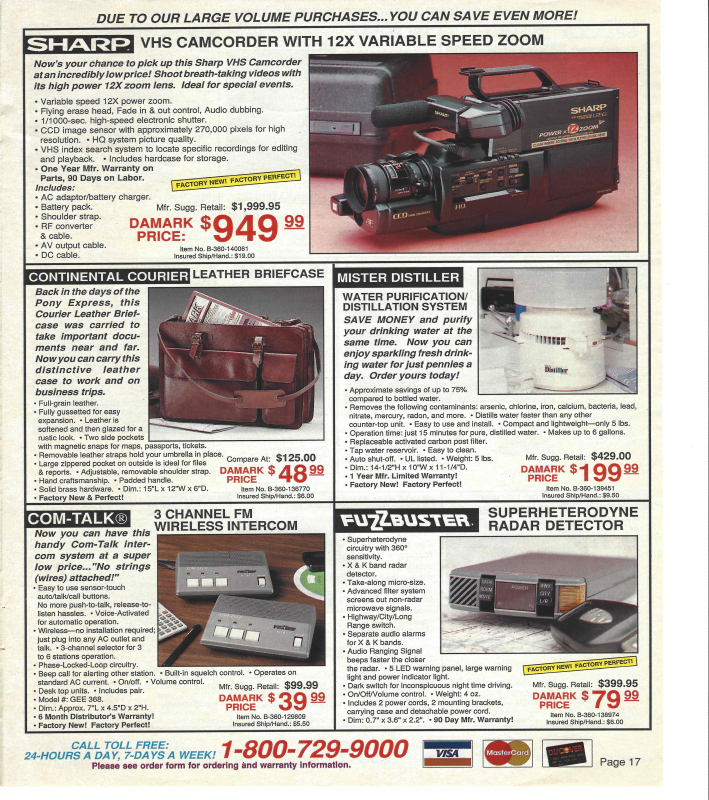 DUE TO OUR LARGE VOLUME PURCHASES...YOU CAN SAVE EVEN MORE!
SHARP. VHS CAMCORDER WITH 12X VARIABLE SPEED ZOOM
Now's your chance to pick up this Sharp VHS Camcorder
at an incredibly low price! Shoot breath-taking videos with
its high power 12X zoom lens. Ideal for special events.
• Variable speed 12X power zoom.
• Flying erase head, Fade in & out control, Audio dubbing.
• 1/1000-sec. high-speed electronic shutter.
• CCD image sensor with approximately 270,000 pixels for high
resolution. • HQ system picture quality.
• VHS index search system to locate specific recordings for editing
and playback. • Includes hardcase for storage.
• One Year Mfr. Warranty on
Parts, 90 Days on Labor.
Includes:
• AC adaptor/battery charger.
• Battery pack.
• Shoulder strap.
• RF converter
& cable.
• AV output cable.
• DC cable.
FACTORY NEW! FACTORY PERFECT!
Mfr. Sugg. Retail: $1,999.95
DAMARK PRICE: $949 99
Item No. B-360-140061
Insured Ship/Hand.: $19.00
SHARP
SHARP
POWER X 12 ZOOM
CCD
HQ
CONTINENTAL COURIER LEATHER BRIEFCASE
Back in the days of the
Pony Express, this
Courier Leather Brief-
case was carried to
take important docu-
ments near and far.
Now you can carry this
distinctive leather
case to work and on
business trips.
• Full-grain leather.
• Fully gussetted for easy
expansion. • Leather is
softened and then glazed for a
rustic look. • Two side pockets
with magnetic snaps for maps, passports, tickets.
• Removable leather straps hold your umbrella in place.
• Large zippered pocket on outside is ideal for files
& reports. • Adjustable, removable shoulder strap.
• Hand craftsmanship. • Padded handle.
• Solid brass hardware. • Dim.: 15"L x 12"W x 6"D.
• Factory New & Perfect!
Compare At: $125.00
DAMARK PRICE $48 99
Item No. B-360-136770
Insured Ship/Hand.: $6.00
MISTER DISTILLER
WATER PURIFICATION/
DISTILLATION SYSTEM
SAVE MONEY and purify
your drinking water at the
same time. Now you can
enjoy sparkling fresh drink-
ing water for just pennies a
day. Order yours today!
• Approximate savings of up to 75%
compared to bottled water.
• Removes the following contaminants: arsenic, chlorine, iron, calcium, bacteria, lead,
nitrate, mercury, radon, and more. • Distills water faster than any other
counter-top unit. • Easy to use and install. • Compact and lightweight—only 5 lbs.
• Operation time: just 15 minutes for pure, distilled water. • Makes up to 6 gallons.
• Replaceable activated carbon post filter.
• Tap water reservoir. • Easy to clean.
• Auto shut-off. • UL listed. • Weight: 5 lbs.
• Dim.: 14-1/2"H x 10"W x 11-1/4"D.
• 1 Year Mfr. Limited Warranty!
• Factory New! Factory Perfect!
Distiller
Mfr. Sugg. Retail: $429.00
DAMARK PRICE $199 99
Item No. B-360-139451
Insured Ship/Hand.: $9.50
COM-TALK® 3 CHANNEL FM
WIRELESS INTERCOM
Now you can have this
handy Com-Talk inter-
com system at a super
low price..."No strings
(wires) attached!"
• Easy to use sensor-touch
auto/talk/call buttons.
No more push-to-talk, release-to-
listen hassles. • Voice-Activated
for automatic operation.
• Wireless—no installation required;
just plug into any AC outlet and
talk. • 3-channel selector for 3
to 6 stations operation.
• Phase-Locked-Loop circuitry.
• Beep call for alerting other station. • Built-in squelch control. • Operates on
standard AC current. • On/off. • Volume control.
• Desk top units. • Includes pair.
• Model #: GEE 368.
• Dim.: Approx. 7"L x 4.5"D x 2"H.
• 6 Month Distributor's Warranty!
• Factory New! Factory Perfect!
Mfr. Sugg. Retail: $99.99
DAMARK PRICE $39 99
Item No. B-360-129609
Insured Ship/Hand.: $5.50
FUZZBUSTER. SUPERHETERODYNE
RADAR DETECTOR
• Superheterodyne
circuitry with 360°
sensitivity.
• X & K band radar
detector.
• Take-along micro-size.
• Advanced filter system
screens out non-radar
microwave signals.
• Highway/City/Long
Range switch.
• Separate audio alarms
for X & K bands.
• Audio Ranging Signal
beeps faster the closer
the radar. • 5 LED warning panel, large warning
light and power indicator light.
• Dark switch for inconspicuous night time driving.
• On/Off/Volume control. • Weight: 4 oz.
• Includes 2 power cords, 2 mounting brackets,
carrying case and detachable power cord.
• Dim: 0.7" x 3.6" x 2.2". • 90 Day Mfr. Warranty!
HWY
CITY
L/R
POWER
FACTORY NEW! FACTORY PERFECT!
Mfr. Sugg. Retail: $399.95
DAMARK PRICE $79 99
Item No. B-360-138974
Insured Ship/Hand.: $6.00
CALL TOLL FREE:
24-HOURS A DAY, 7-DAYS A WEEK! 1-800-729-9000
Please see order form for ordering and warranty information.
VISA
MasterCard
DISCOVER
Page 17